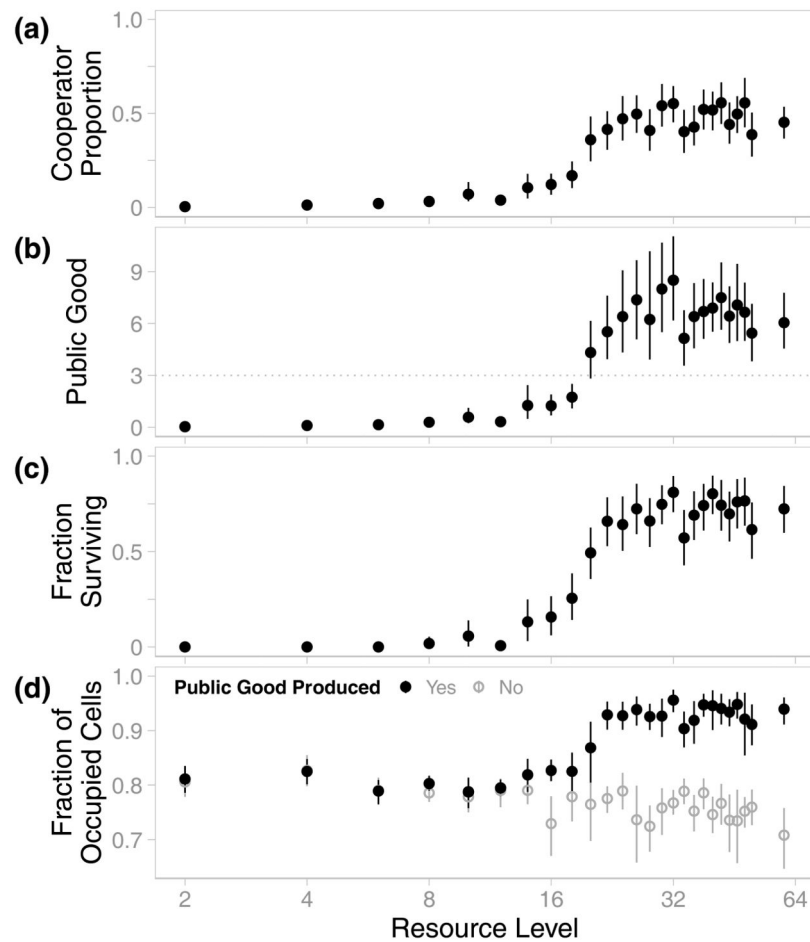 (a)
Cooperator
Proportion
1.0
0.5
0
(b)
Public Good
9
6
3
0
(c)
Fraction
Surviving
1.0
0.5
0
(d)
Fraction of
Occupied Cells
1.0
0.9
0.8
0.7
Public Good Produced Yes No
2 4 8 16 32 64
Resource Level